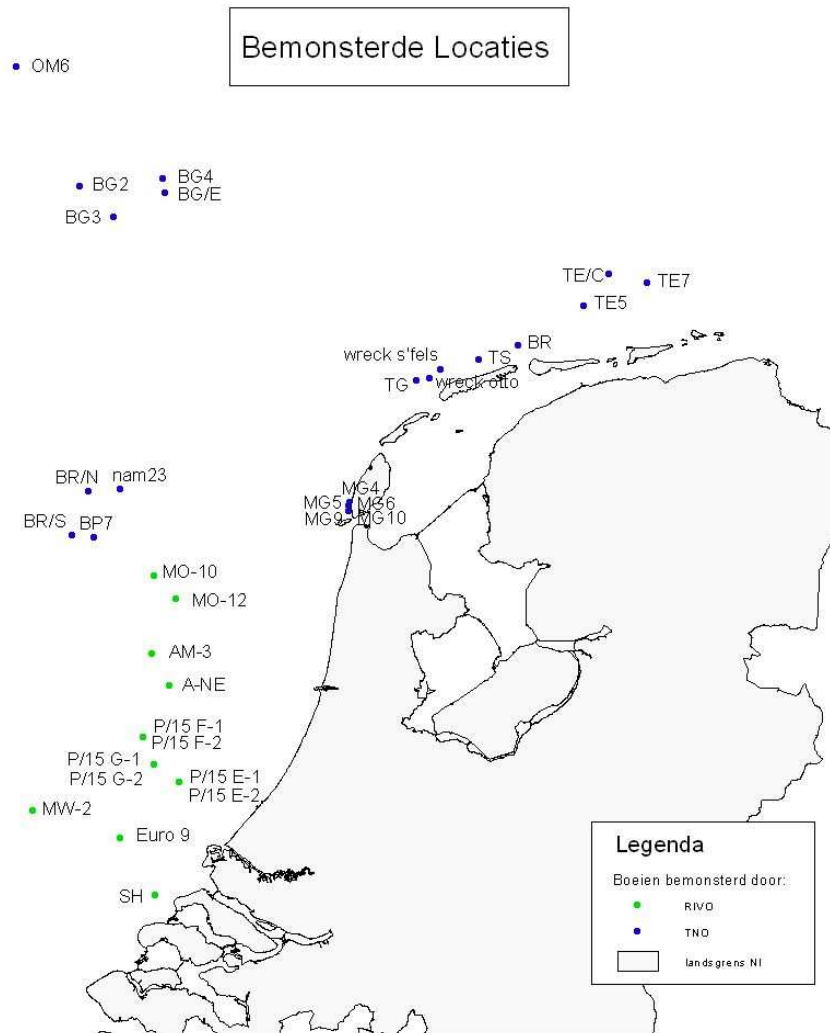 Bemonsterde Locaties
OM6
BG4
BG2
BG/E
BG3
TE/C
TE7
TE5
BR
wreck s'fels
TS
TG
wreck otto
BR/N
nam23
MG4
MG5
MG6
MG9
MG10
BR/S
BP7
MO-10
MO-12
AM-3
A-NE
P/15 F-1
P/15 F-2
P/15 G-1
P/15 G-2
P/15 E-1
P/15 E-2
MW-2
Euro 9
SH
Legenda
Boeien bemonsterd door:
RIVO
TNO
landsgrens Nl